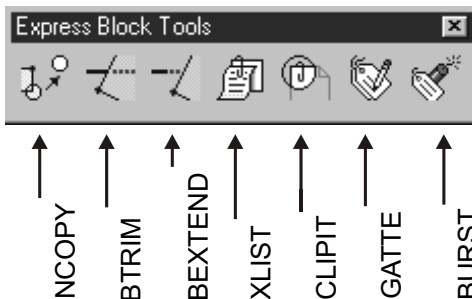 Express Block Tools
NCOPY
BTRIM
BEXTEND
XLIST
CLIPIT
GATTE
BURST